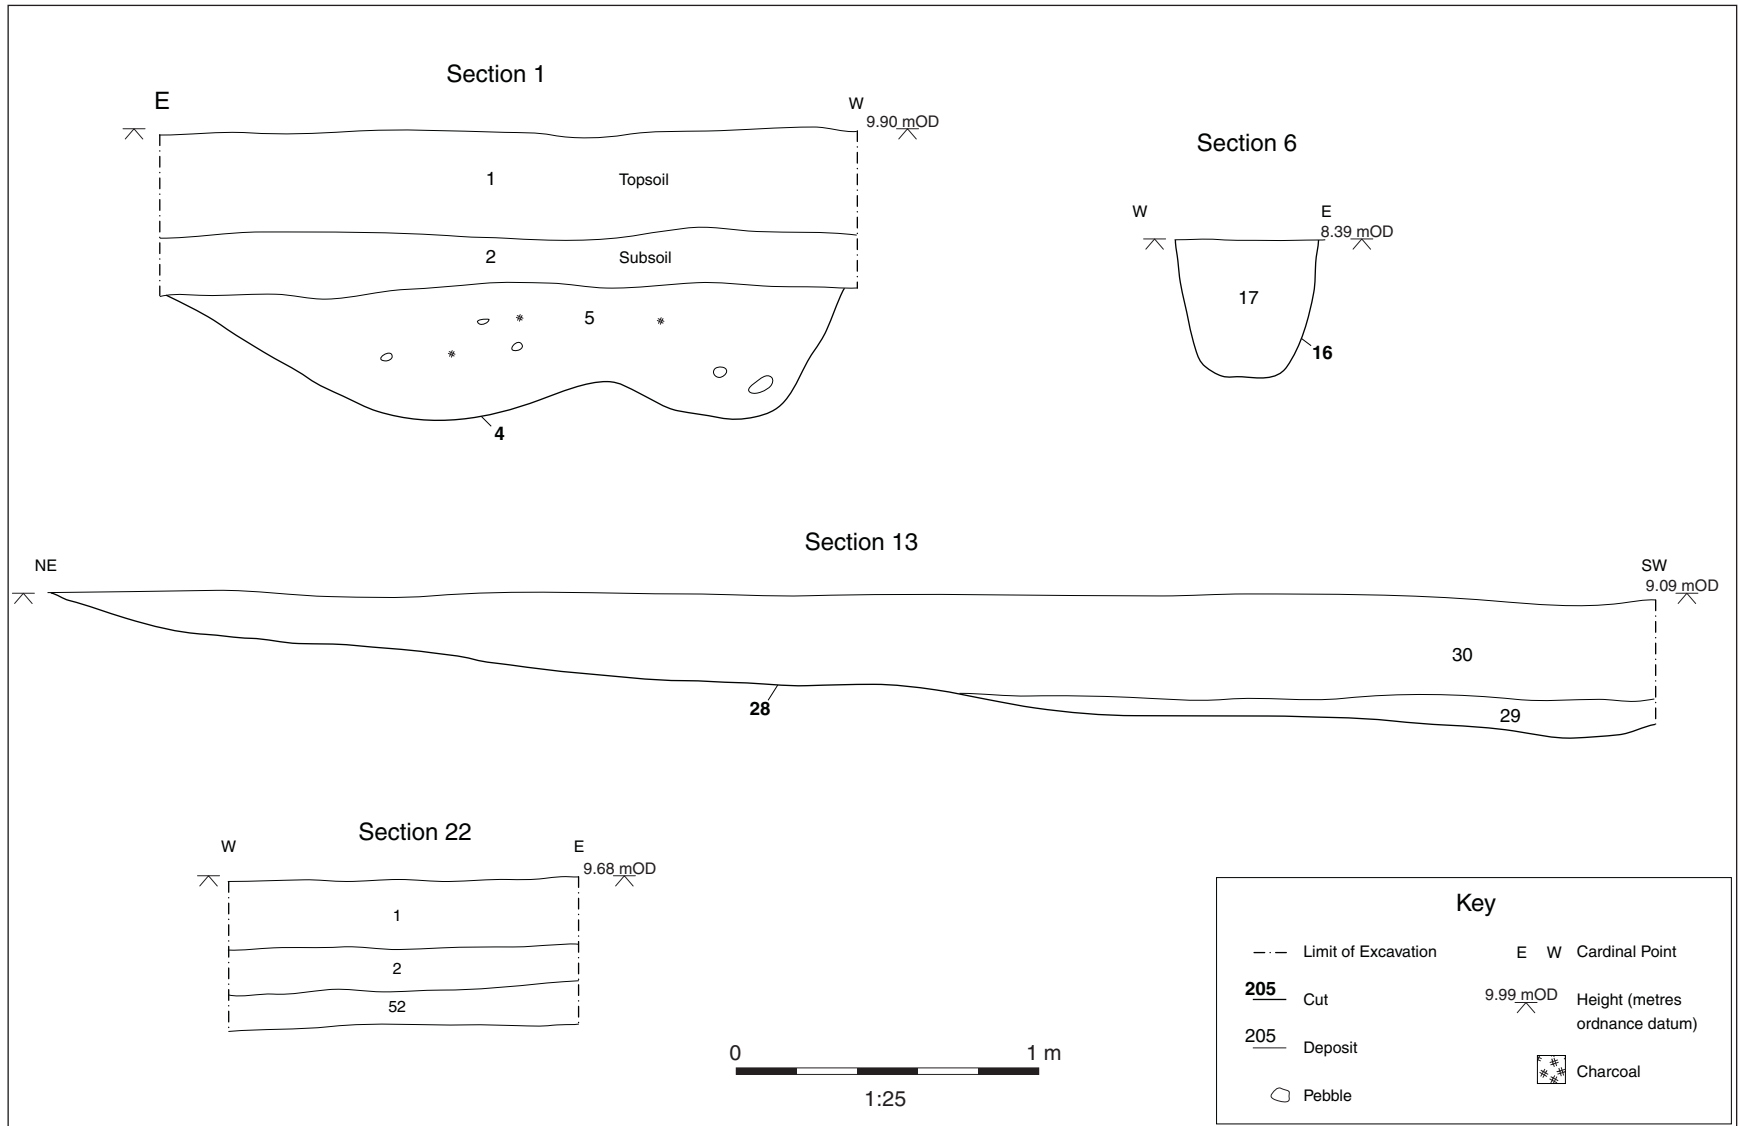 Section 1
E
W
9.90 mOD
1
Topsoil
2
Subsoil
5
4
Section 6
W
E
8.39 mOD
17
16
Section 13
NE
SW
9.09 mOD
30
28
29
Section 22
W
E
9.68 mOD
1
2
52
0
1 m
1:25
Key
Limit of Excavation
205
Cut
205
Deposit
Pebble
E W Cardinal Point
9.99 mOD
Height (metres
ordnance datum)
Charcoal